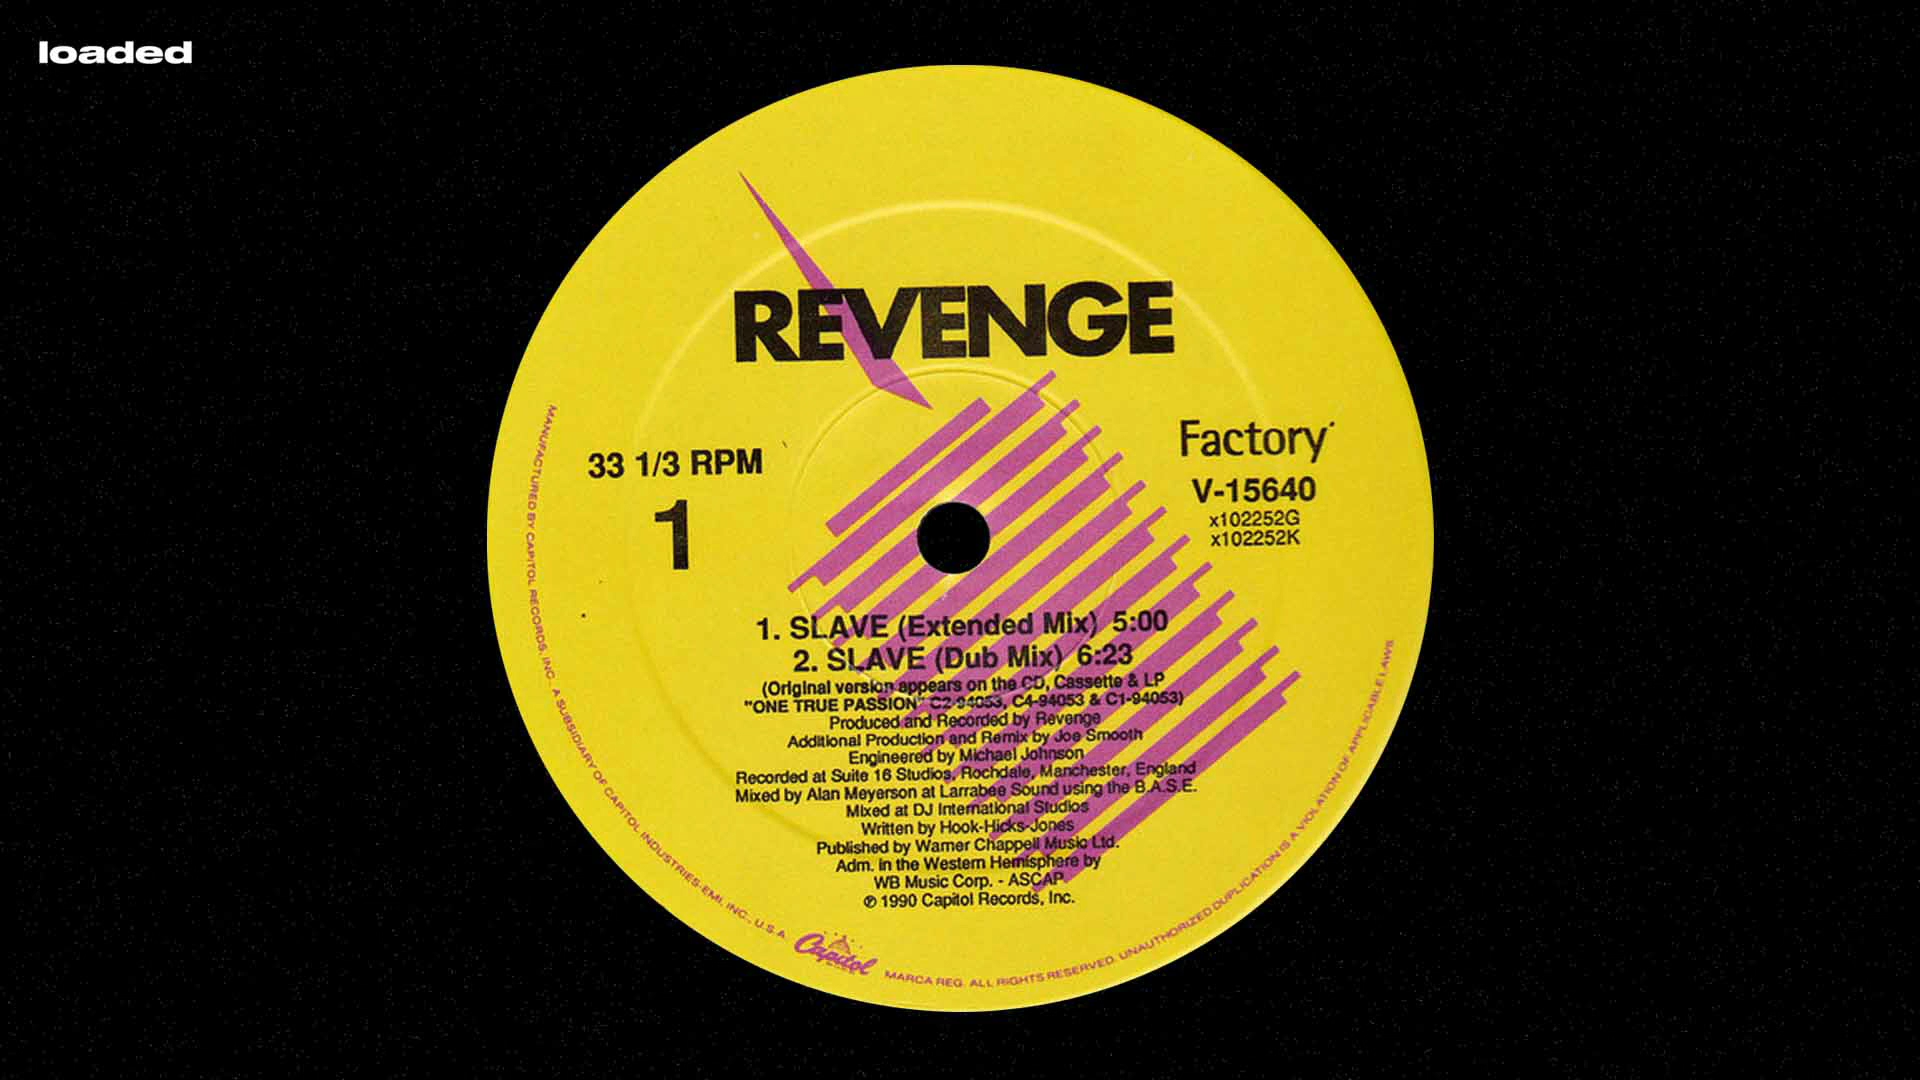 loaded
REVENGE
33 1/3 RPM
1
Factory
V-15640
x102252G
x102252K
1. SLAVE (Extended Mix) 5:00
2. SLAVE (Dub Mix) 6:23
(Original version appears on the CD, Cassette & LP
"ONE TRUE PASSION" C2-94053, C4-94053 & C1-94053)
Produced and Recorded by Revenge
Additional Production and Remix by Joe Smooth
Engineered by Michael Johnson
Recorded at Suite 16 Studios, Rochdale, Manchester, England
Mixed by Alan Meyerson at Larrabee Sound using the B.A.S.E.
Mixed at DJ International Studios
Written by Hook-Hicks-Jones
Published by Warner Chappell Music Ltd.
Adm. in the Western Hemisphere by
WB Music Corp. - ASCAP
℗ 1990 Capitol Records, Inc.
MANUFACTURED BY CAPITOL RECORDS, INC., A SUBSIDIARY OF CAPITOL INDUSTRIES-EMI, INC., U.S.A.
Capitol
MARCA REG. ALL RIGHTS RESERVED. UNAUTHORIZED DUPLICATION IS A VIOLATION OF APPLICABLE LAWS